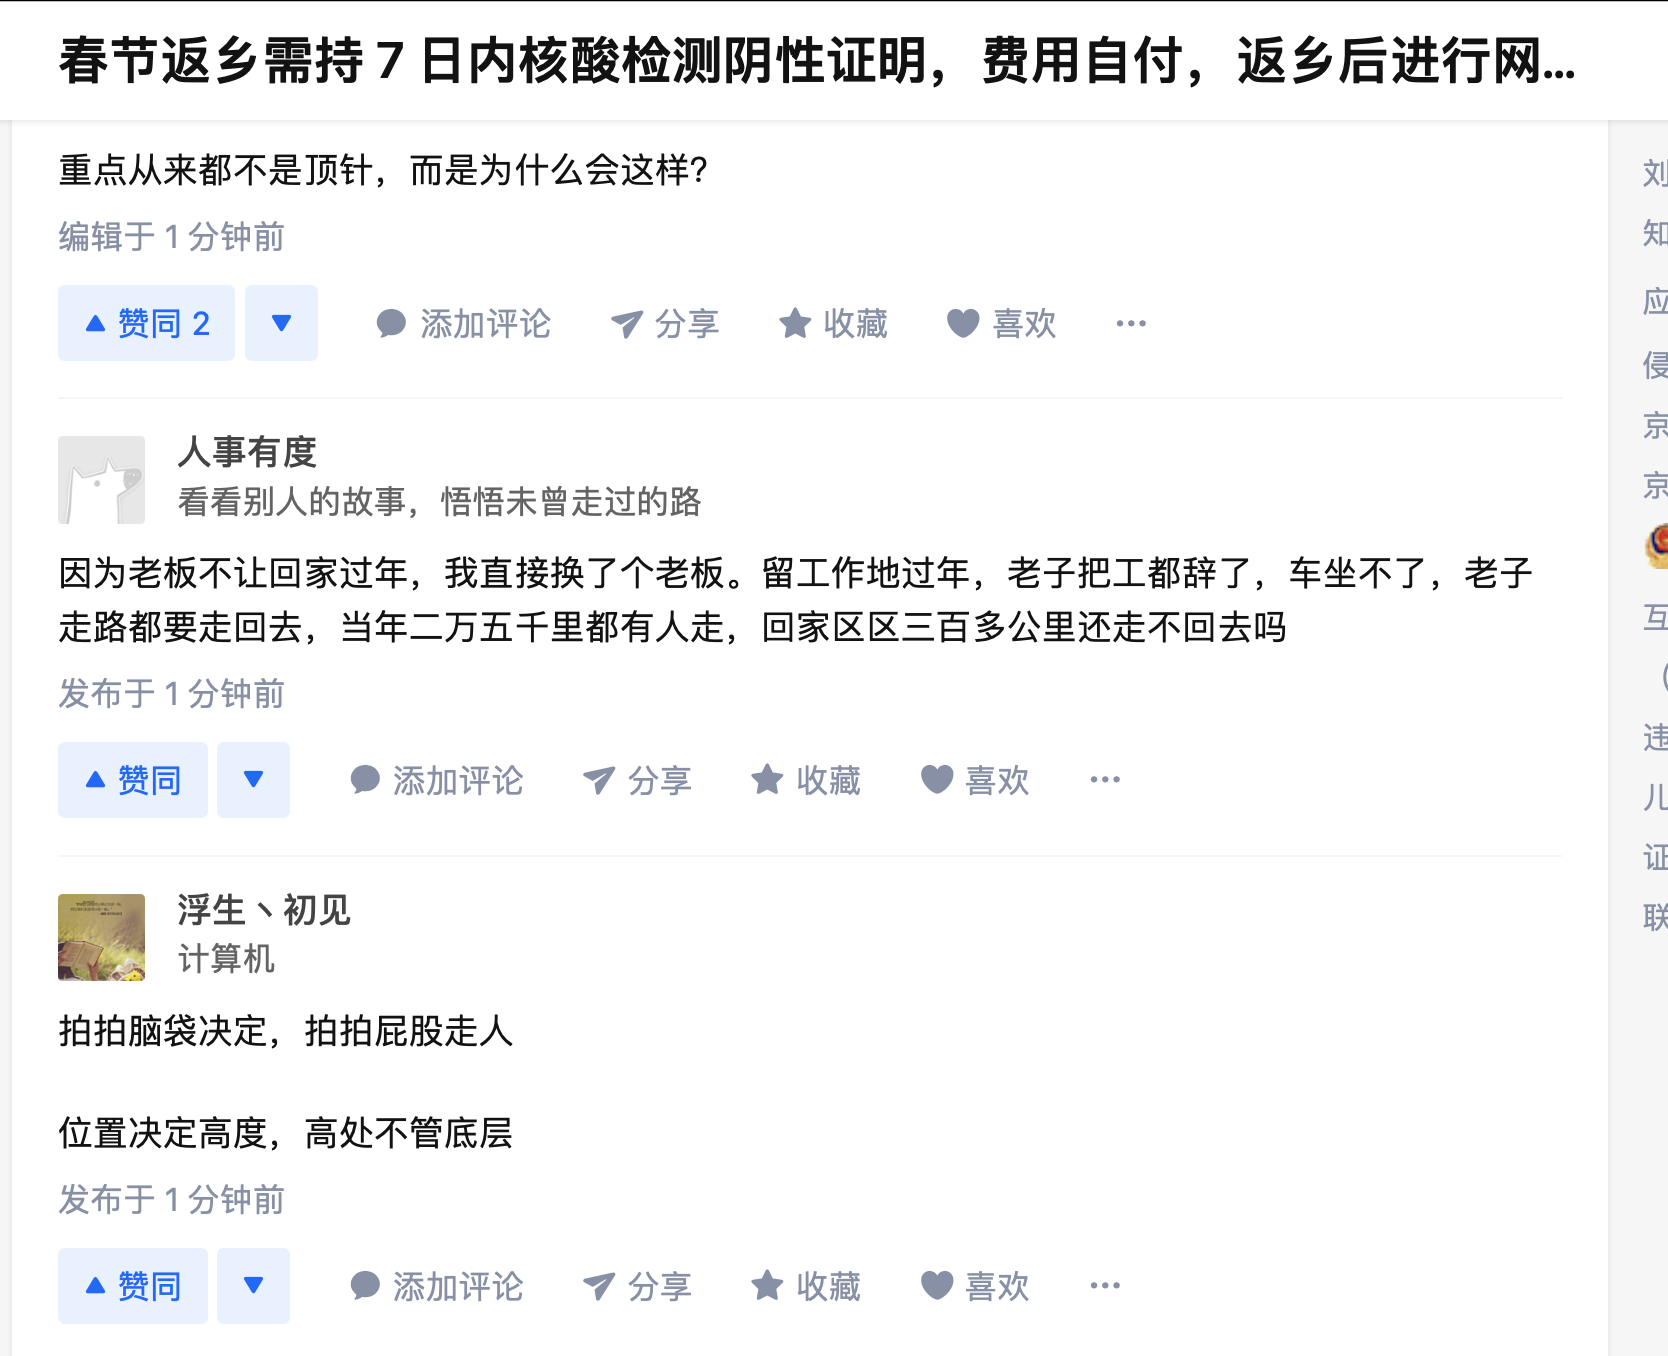 春节返乡需持 7 日内核酸检测阴性证明，费用自付，返乡后进行网...
重点从来都不是顶针，而是为什么会这样?
编辑于 1 分钟前
赞同 2
添加评论
分享
收藏
喜欢
人事有度
看看别人的故事，悟悟未曾走过的路
因为老板不让回家过年，我直接换了个老板。留工作地过年，老子把工都辞了，车坐不了，老子
走路都要走回去，当年二万五千里都有人走，回家区区三百多公里还走不回去吗
发布于 1 分钟前
赞同
添加评论
分享
收藏
喜欢
浮生丶初见
计算机
拍拍脑袋决定，拍拍屁股走人
位置决定高度，高处不管底层
发布于 1 分钟前
赞同
添加评论
分享
收藏
喜欢
刘
知
应
侵
京
京
互
（
违
儿
证
联